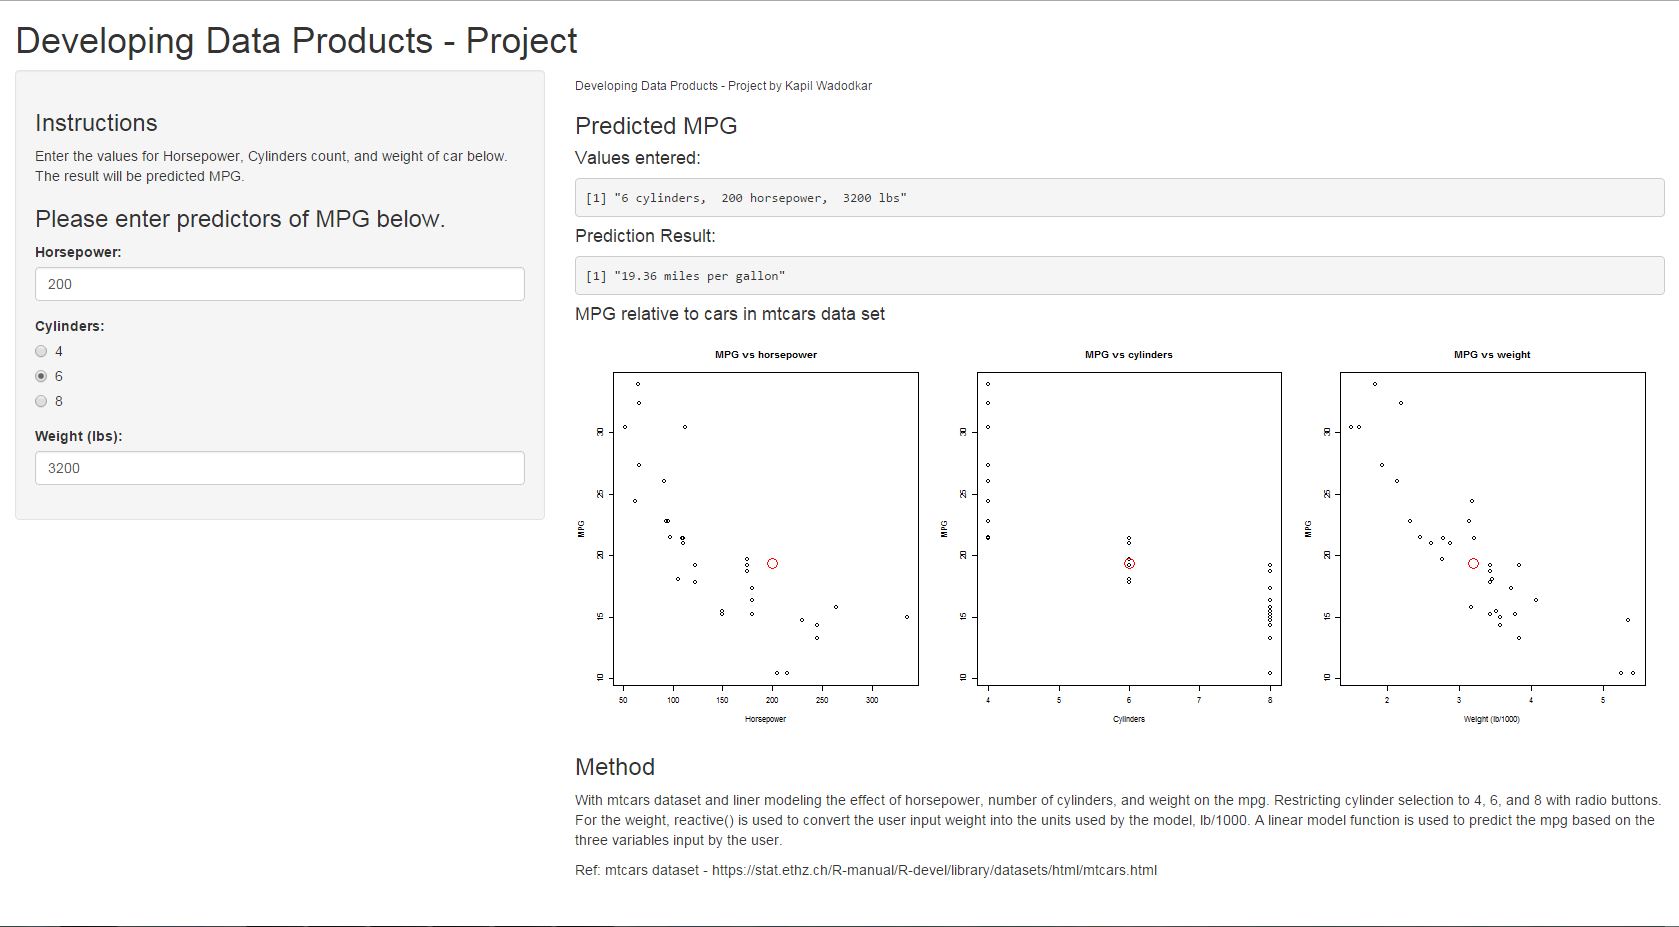 Developing Data Products - Project
Instructions
Enter the values for Horsepower, Cylinders count, and weight of car below.
The result will be predicted MPG.
Please enter predictors of MPG below.
Horsepower:
200
Cylinders:
4
6
8
Weight (lbs):
3200
Developing Data Products - Project by Kapil Wadodkar
Predicted MPG
Values entered:
[1] "6 cylinders,  200 horsepower,  3200 lbs"
Prediction Result:
[1] "19.36 miles per gallon"
MPG relative to cars in mtcars data set
MPG vs horsepower
30
25
20
15
10
MPG
50 100 150 200 250 300
Horsepower
MPG vs cylinders
30
25
20
15
10
MPG
4 5 6 7 8
Cylinders
MPG vs weight
30
25
20
15
10
MPG
2 3 4 5
Weight (lb/1000)
Method
With mtcars dataset and liner modeling the effect of horsepower, number of cylinders, and weight on the mpg. Restricting cylinder selection to 4, 6, and 8 with radio buttons.
For the weight, reactive() is used to convert the user input weight into the units used by the model, lb/1000. A linear model function is used to predict the mpg based on the
three variables input by the user.
Ref: mtcars dataset - https://stat.ethz.ch/R-manual/R-devel/library/datasets/html/mtcars.html